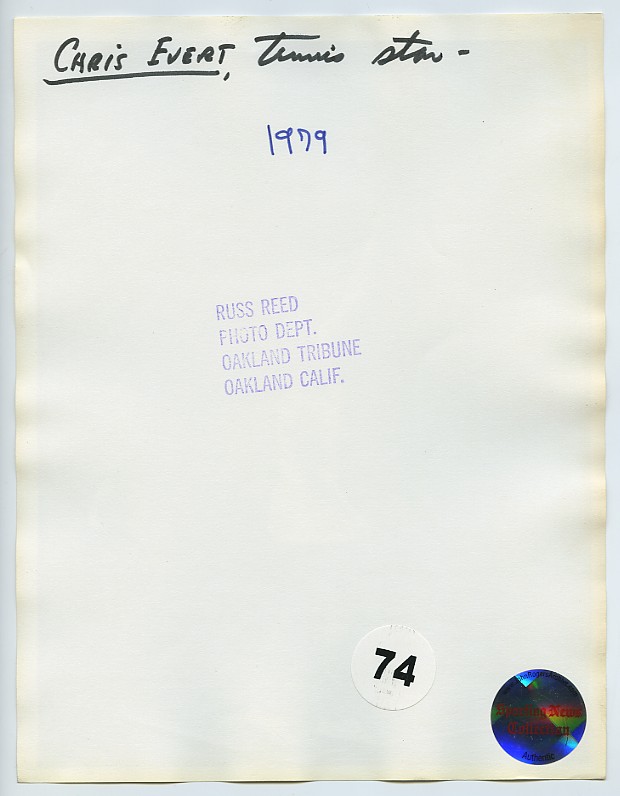 CHRIS EVERT, tennis star -
1979
RUSS REED
PHOTO DEPT.
OAKLAND TRIBUNE
OAKLAND CALIF.
74
Authentic